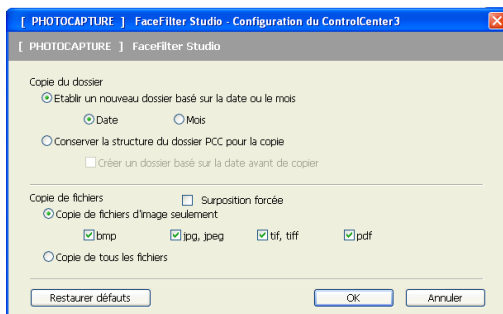 [ PHOTOCAPTURE ] FaceFilter Studio - Configuration du ControlCenter3
[ PHOTOCAPTURE ] FaceFilter Studio
Copie du dossier
Etablir un nouveau dossier basé sur la date ou le mois
Date Mois
Conserver la structure du dossier PCC pour la copie
Créer un dossier basé sur la date avant de copier
Copie de fichiers Surposition forcée
Copie de fichiers d'image seulement
bmp jpg, jpeg tif, tiff pdf
Copie de tous les fichiers
Restaurer défauts OK Annuler